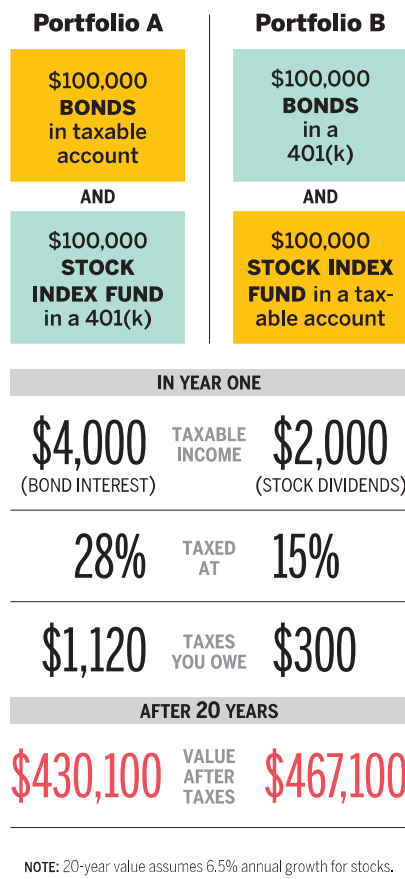 Portfolio A
Portfolio B
$100,000
BONDS
in taxable
account
$100,000
BONDS
in a
401(k)
AND
AND
$100,000
STOCK
INDEX FUND
in a 401(k)
$100,000
STOCK INDEX
FUND in a tax-
able account
IN YEAR ONE
$4,000
(BOND INTEREST)
TAXABLE
INCOME
$2,000
(STOCK DIVIDENDS)
28%
TAXED
AT
15%
$1,120
TAXES
YOU OWE
$300
AFTER 20 YEARS
$430,100
VALUE
AFTER
TAXES
$467,100
NOTE: 20-year value assumes 6.5% annual growth for stocks.